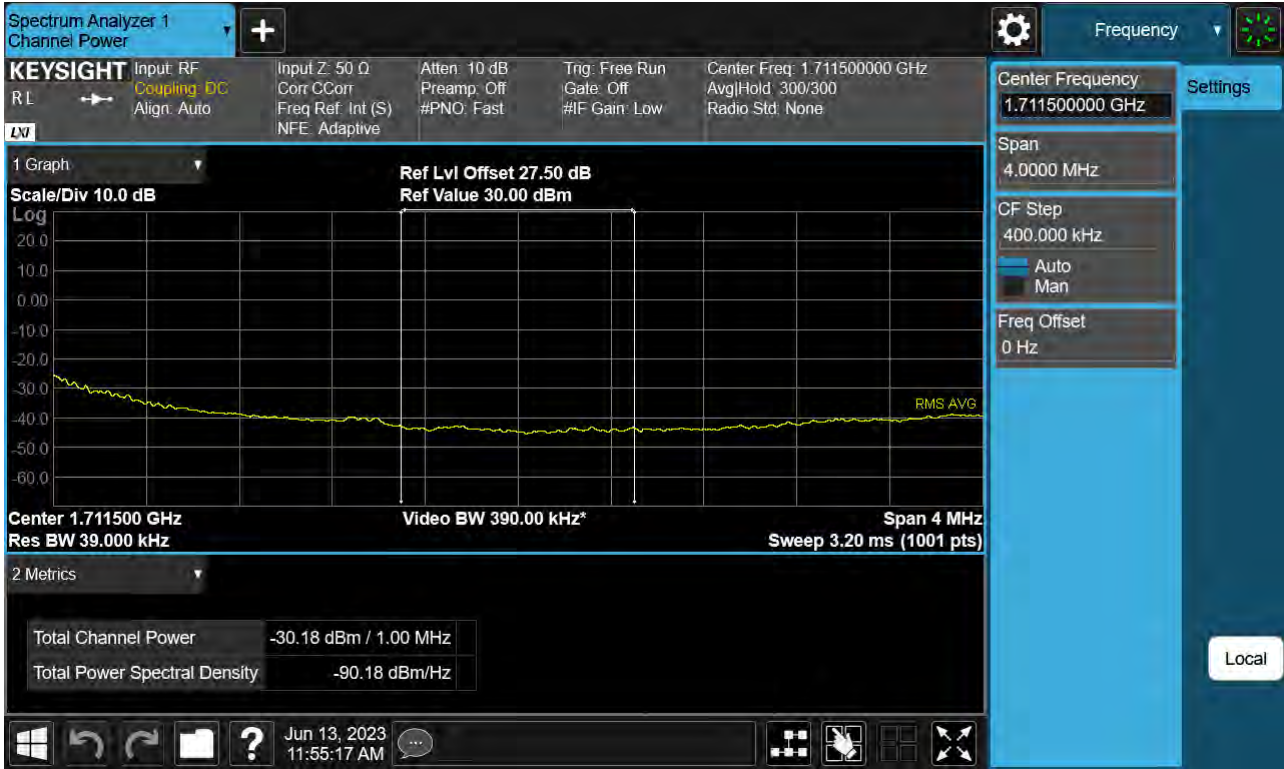 Spectrum Analyzer 1
Channel Power
+
Frequency
KEYSIGHT
R L
LXI
Input: RF
Coupling: DC
Align: Auto
Input Z: 50 Ω
Corr CCorr
Freq Ref: Int (S)
NFE: Adaptive
Atten: 10 dB
Preamp: Off
#PNO: Fast
Trig: Free Run
Gate: Off
#IF Gain: Low
Center Freq: 1.711500000 GHz
Avg|Hold: 300/300
Radio Std: None
1 Graph
Scale/Div 10.0 dB
Ref Lvl Offset 27.50 dB
Ref Value 30.00 dBm
Log
20.0
10.0
0.00
-10.0
-20.0
-30.0
-40.0
-50.0
-60.0
RMS AVG
Center 1.711500 GHz
Res BW 39.000 kHz
Video BW 390.00 kHz*
Span 4 MHz
Sweep 3.20 ms (1001 pts)
2 Metrics
Total Channel Power -30.18 dBm / 1.00 MHz
Total Power Spectral Density -90.18 dBm/Hz
Center Frequency
1.711500000 GHz
Span
4.0000 MHz
CF Step
400.000 kHz
Auto
Man
Freq Offset
0 Hz
Settings
Local
?
Jun 13, 2023
11:55:17 AM